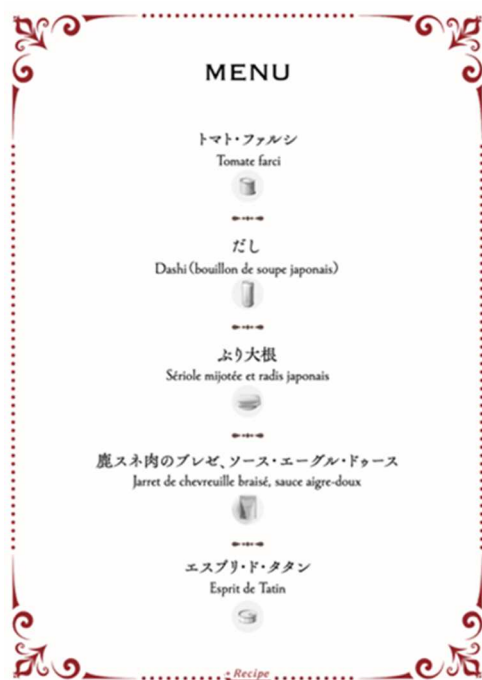 MENU
トマト・ファルシ
Tomate farci
だし
Dashi（bouillon de soupe japonais）
ぶり大根
Sériole mijotée et radis japonais
鹿スネ肉のブレゼ、ソース・エーグル・ドゥース
Jarret de chevreuille braisé, sauce aigre-doux
エスプリ・ド・タタン
Esprit de Tatin
Recipe